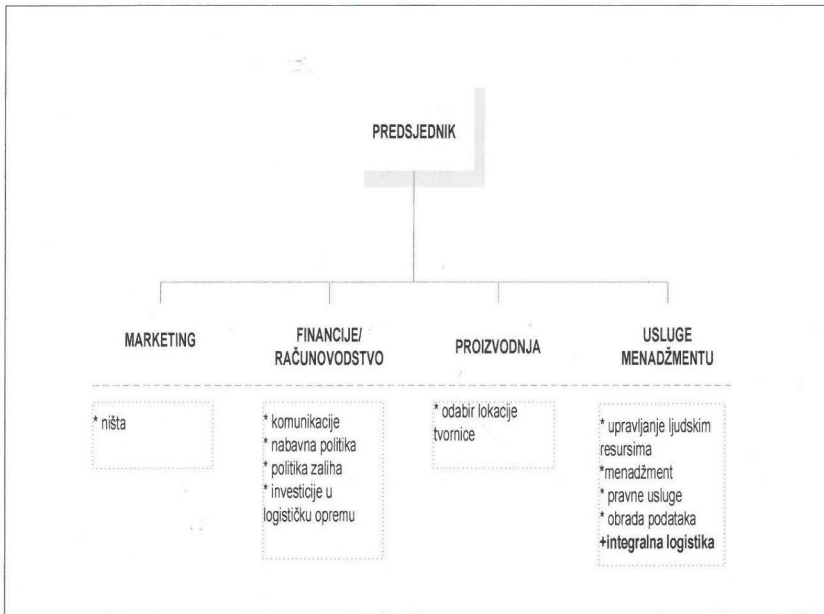 PREDSJEDNIK
MARKETING
FINANCIJE/
RAČUNOVODSTVO
PROIZVODNJA
USLUGE
MENADŽMENTU
* ništa
* komunikacije
* nabavna politika
* politika zaliha
* investicije u
logističku opremu
* odabir lokacije
tvornice
* upravljanje ljudskim
resursima
*menadžment
* pravne usluge
* obrada podataka
+integralna logistika